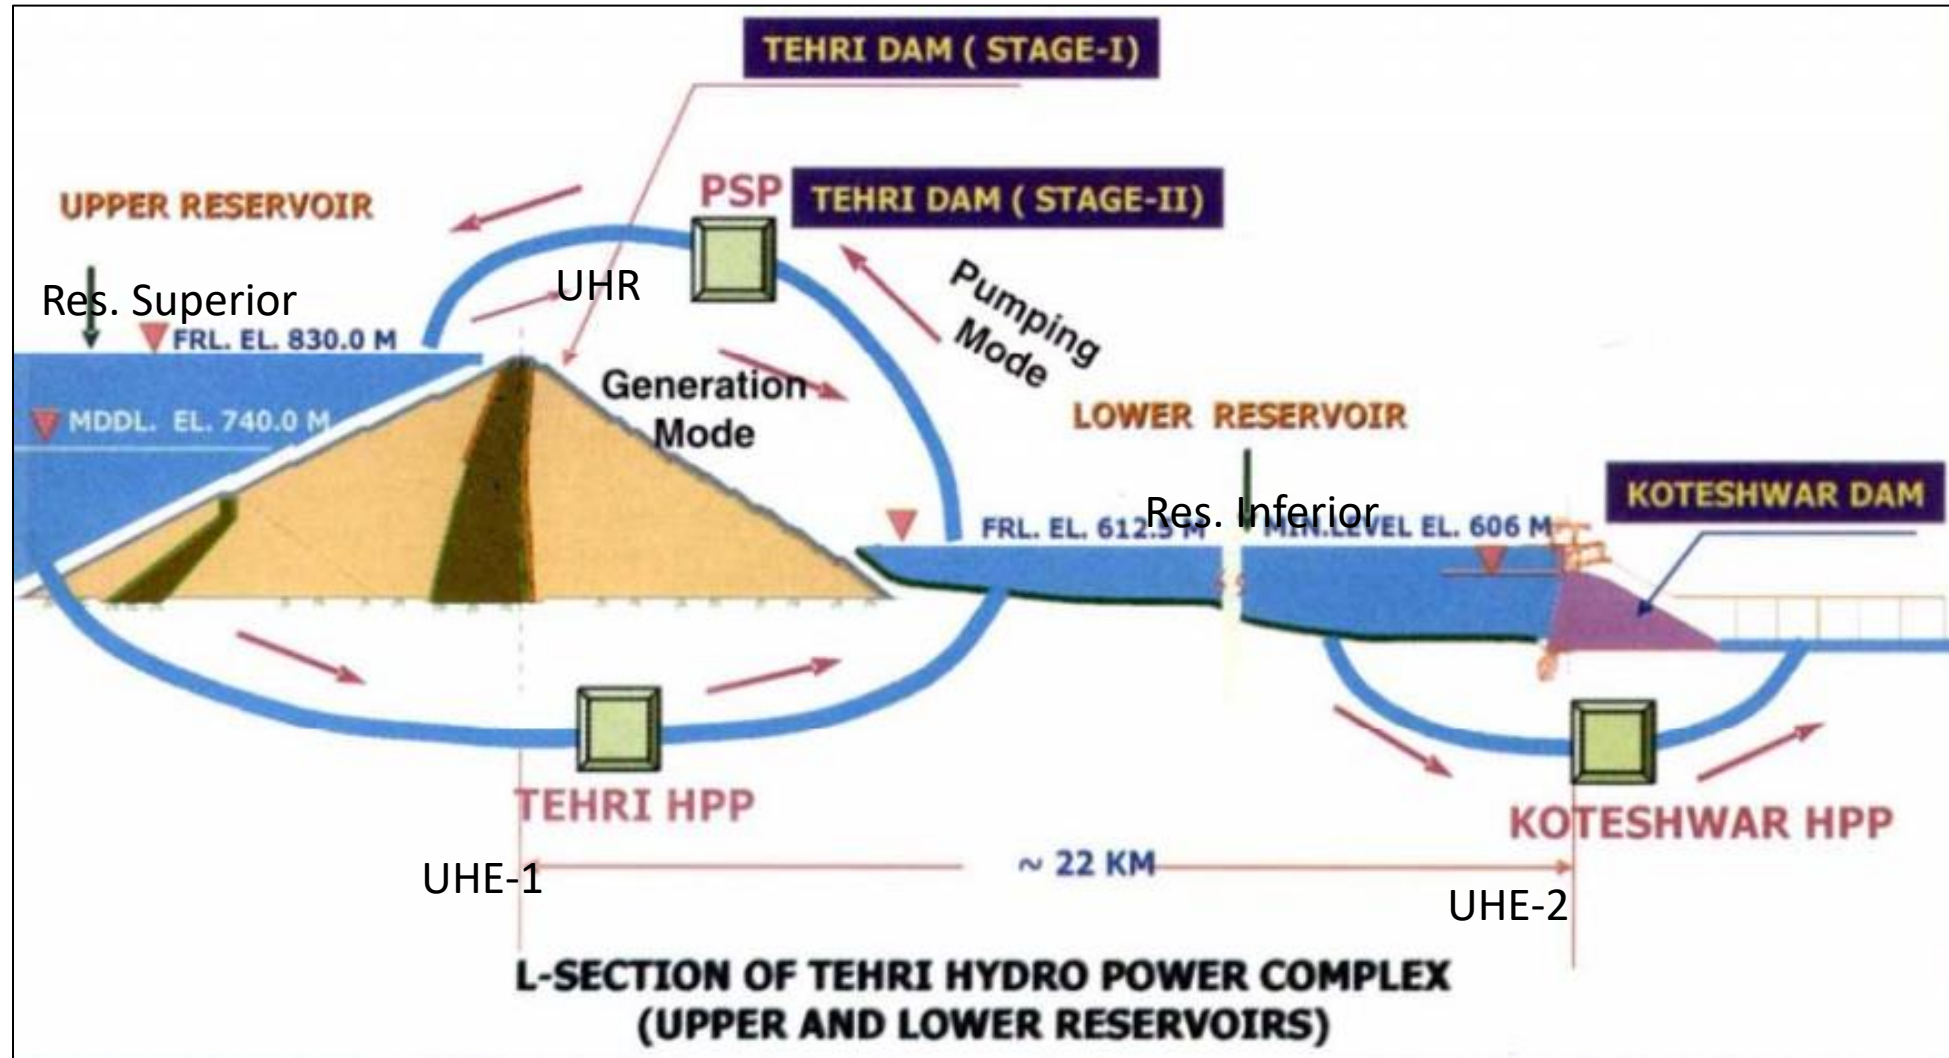 TEHRI DAM ( STAGE-I)
PSP
TEHRI DAM ( STAGE-II)
UPPER RESERVOIR
Res. Superior
UHR
Pumping
Mode
FRL. EL. 830.0 M
Generation
Mode
MDDL. EL. 740.0 M
LOWER RESERVOIR
KOTESHWAR DAM
Res. Inferior
FRL. EL. 612.5 M
MIN.LEVEL EL. 606 M
TEHRI HPP
KOTESHWAR HPP
UHE-1
~ 22 KM
UHE-2
L-SECTION OF TEHRI HYDRO POWER COMPLEX
(UPPER AND LOWER RESERVOIRS)